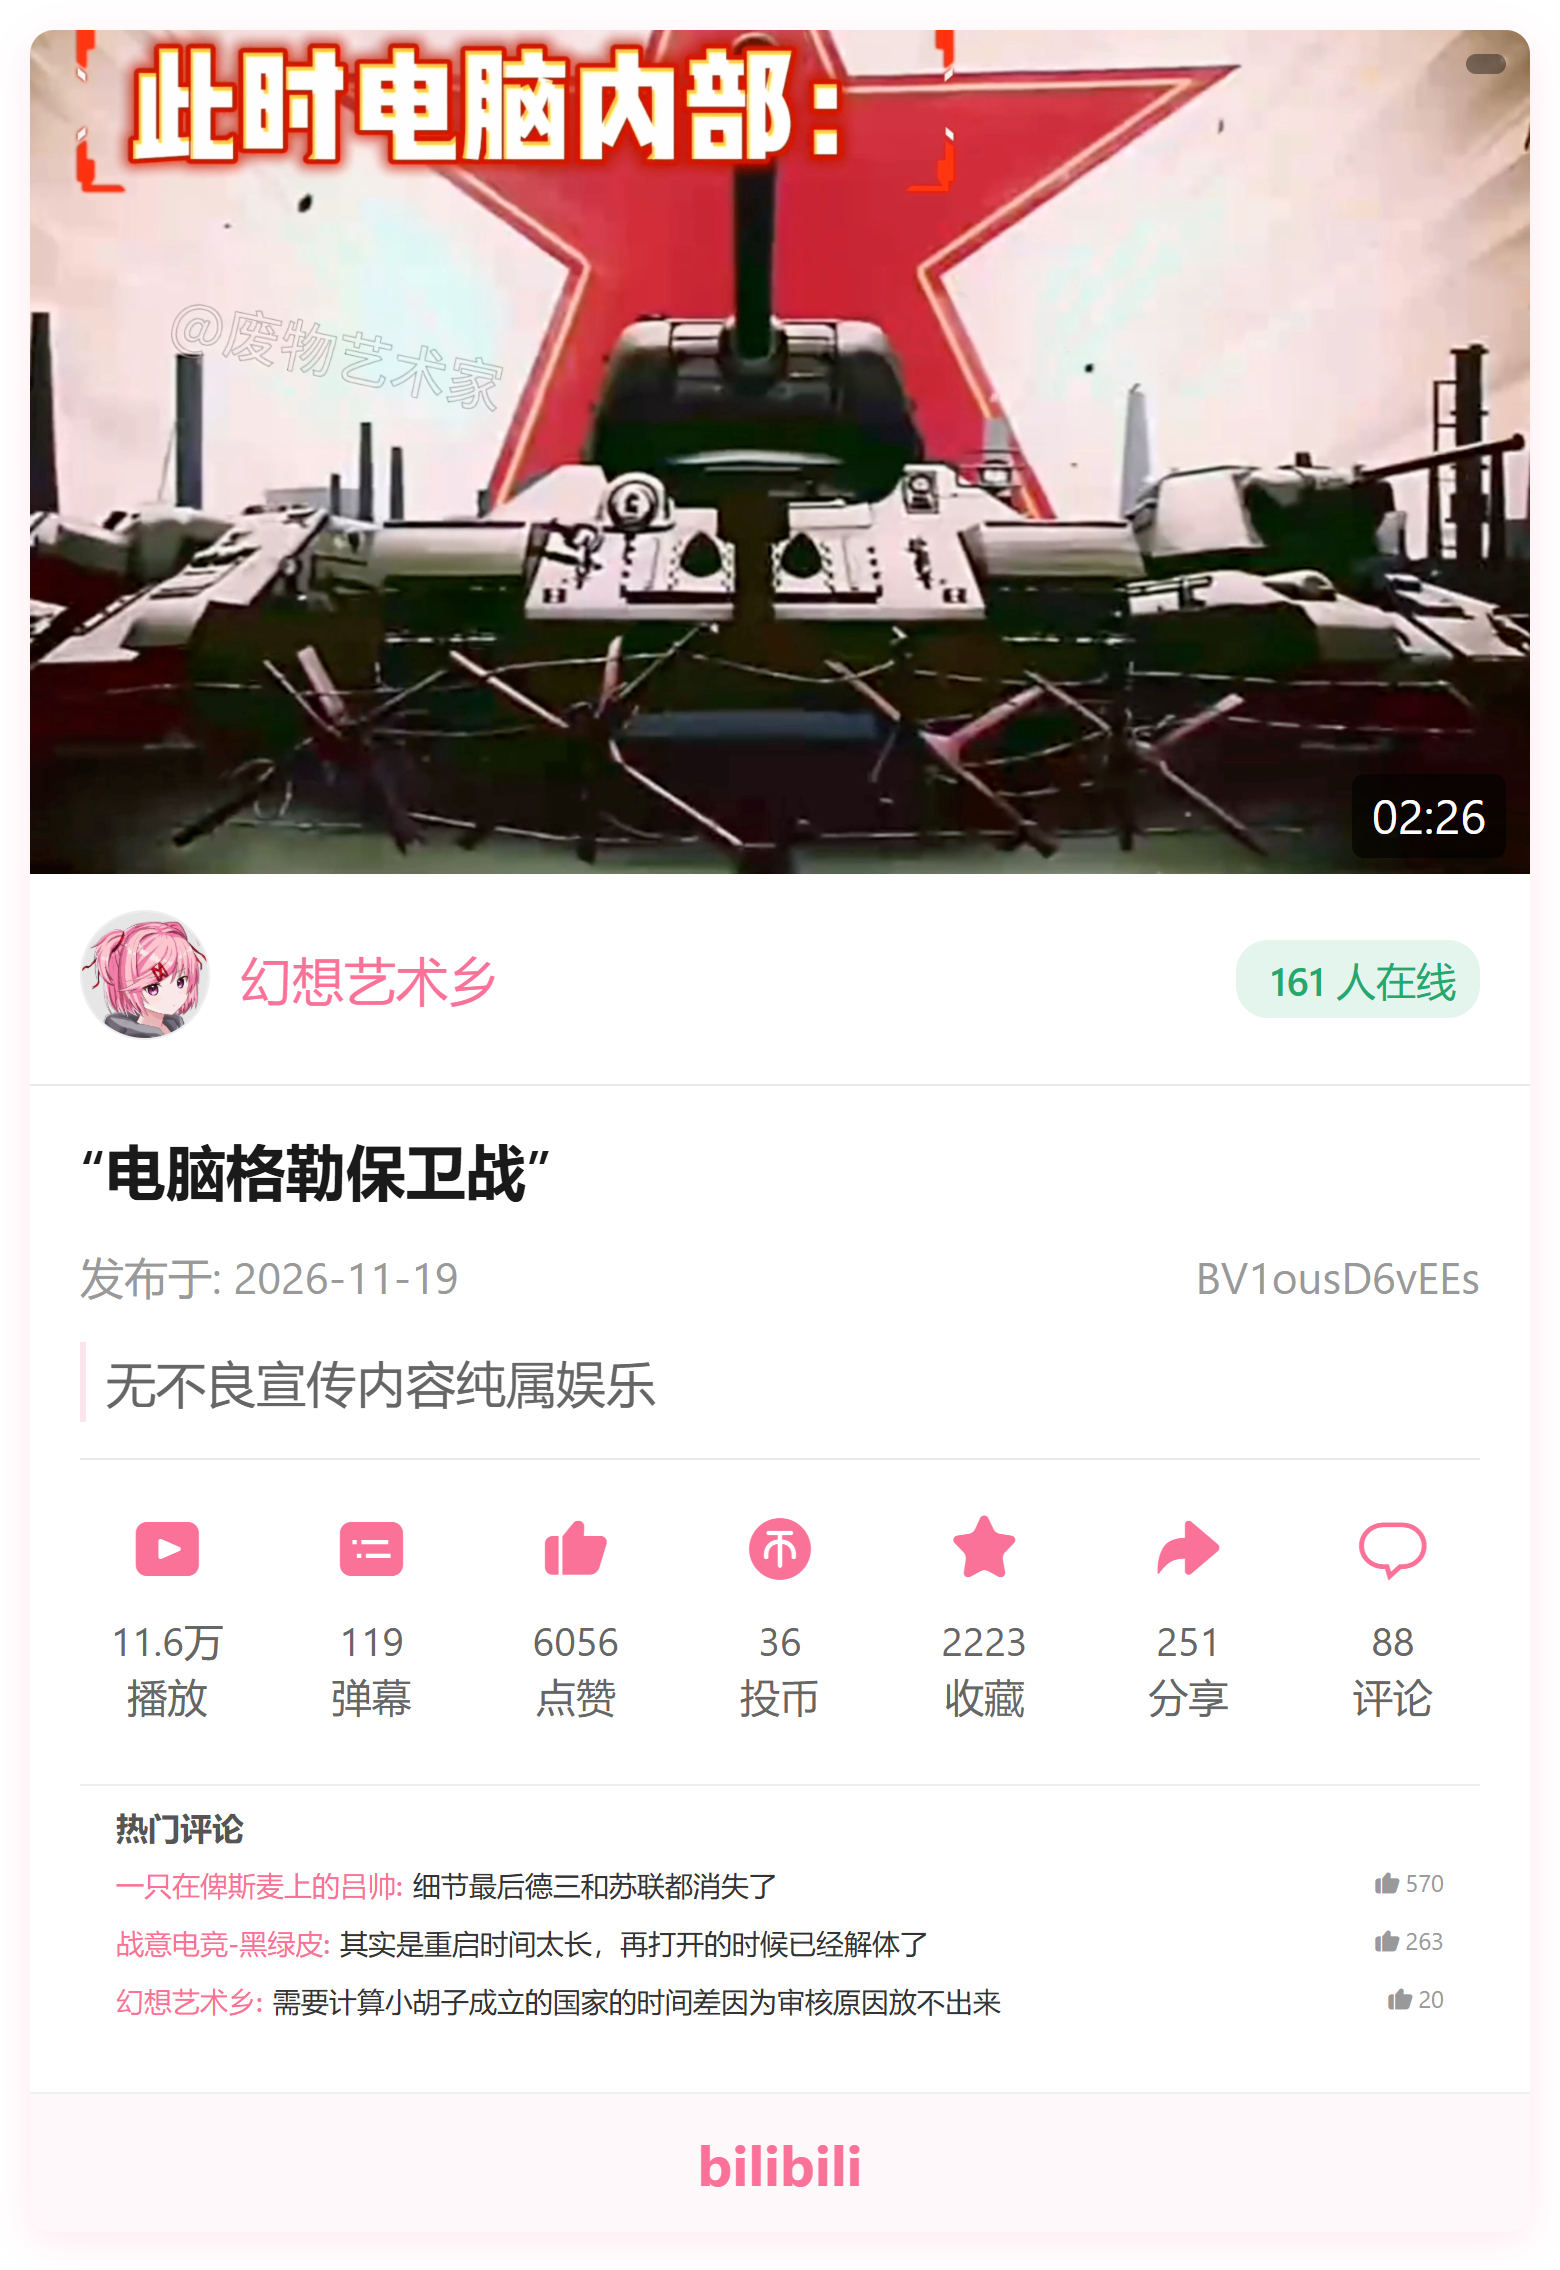 此时电脑内部：
@废物艺术家
02:26
幻想艺术乡
161 人在线
“电脑格勒保卫战”
发布于: 2026-11-19
BV1ousD6vEEs
无不良宣传内容纯属娱乐
11.6万 119 6056 36 2223 251 88
播放 弹幕 点赞 投币 收藏 分享 评论
热门评论
一只在俾斯麦上的吕帅: 细节最后德三和苏联都消失了 570
战意电竞-黑绿皮: 其实是重启时间太长，再打开的时候已经解体了 263
幻想艺术乡: 需要计算小胡子成立的国家的时间差因为审核原因放不出来 20
bilibili